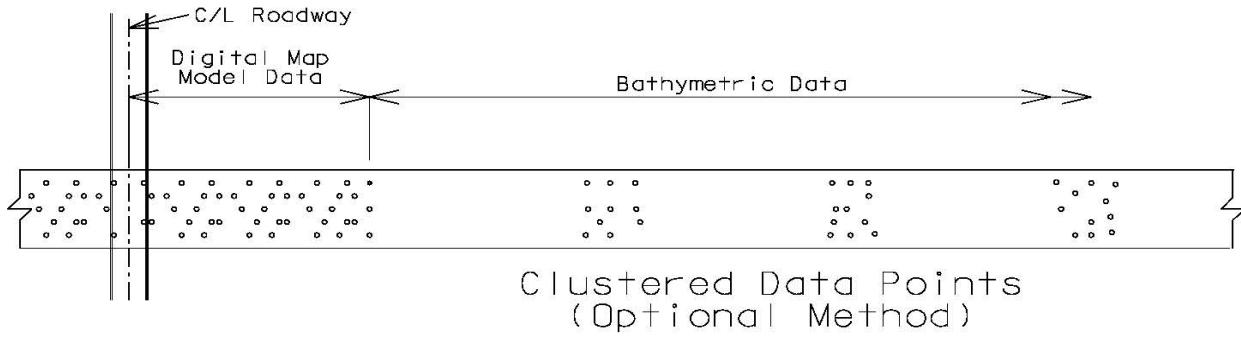 C/L Roadway
Digital Map
Model Data
Bathymetric Data
Clustered Data Points
(Optional Method)